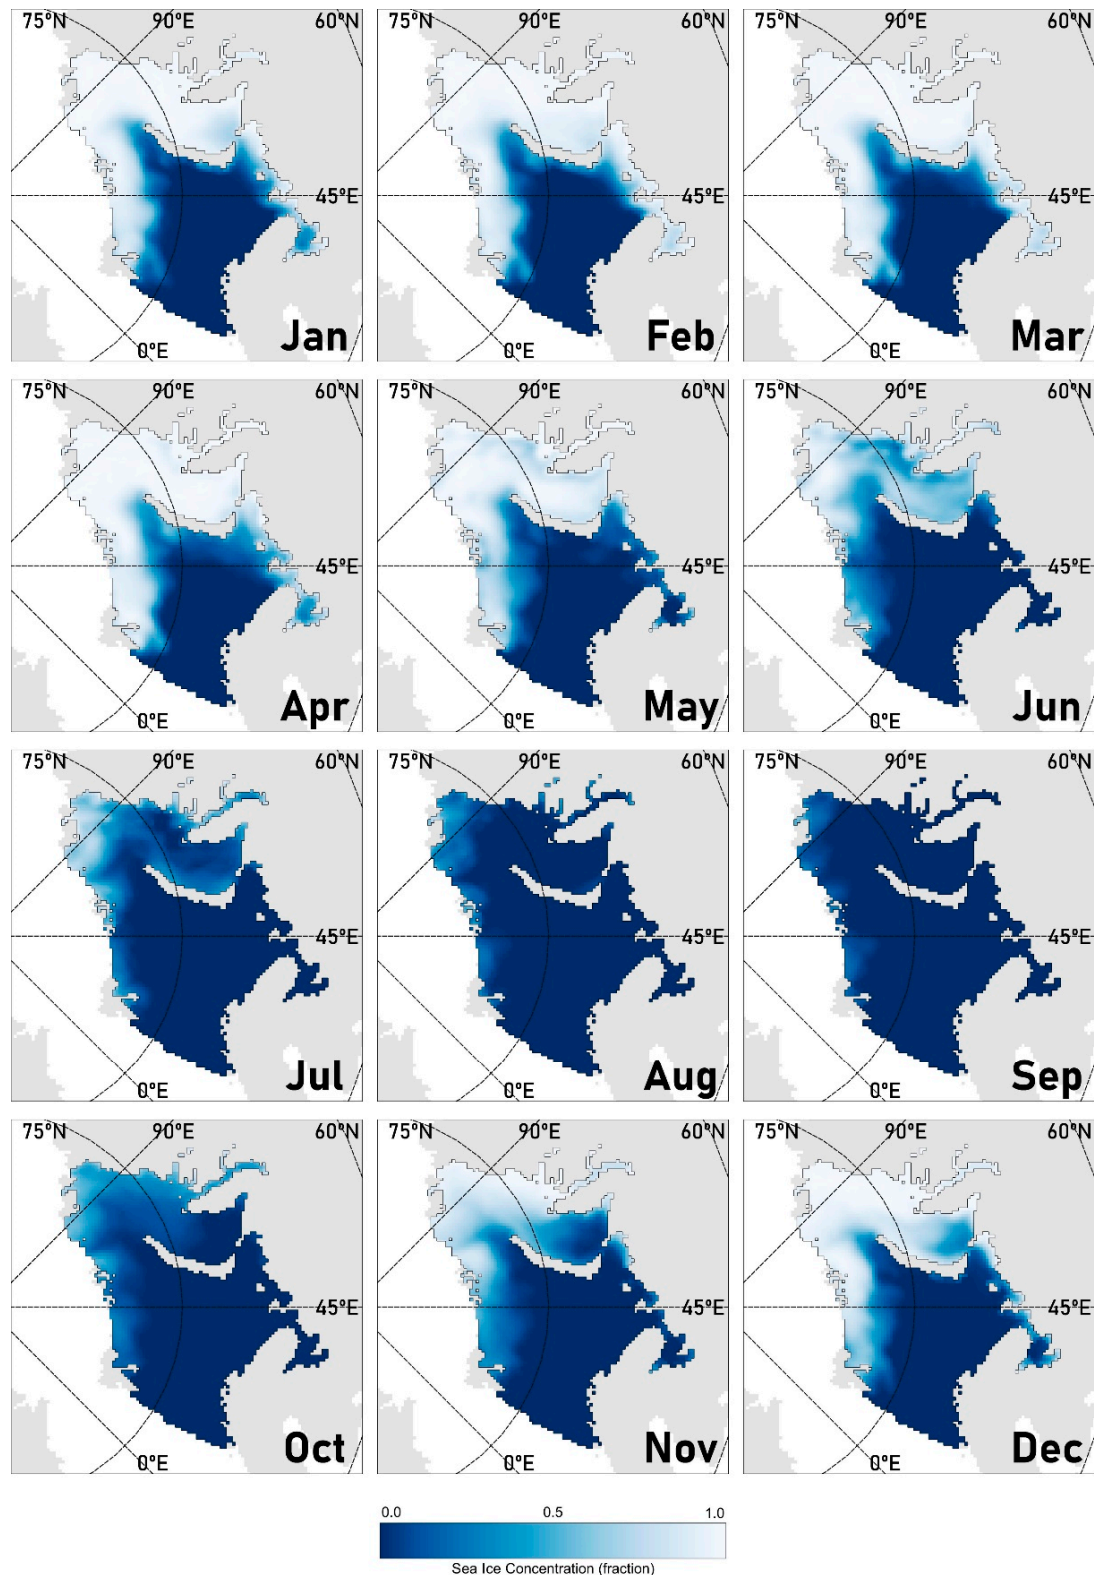 75°N 90°E 60°N 75°N 90°E 60°N 75°N 90°E 60°N
45°E 45°E 45°E
0°E Jan 0°E Feb 0°E Mar
75°N 90°E 60°N 75°N 90°E 60°N 75°N 90°E 60°N
45°E 45°E 45°E
0°E Apr 0°E May 0°E Jun
75°N 90°E 60°N 75°N 90°E 60°N 75°N 90°E 60°N
45°E 45°E 45°E
0°E Jul 0°E Aug 0°E Sep
75°N 90°E 60°N 75°N 90°E 60°N 75°N 90°E 60°N
45°E 45°E 45°E
0°E Oct 0°E Nov 0°E Dec
0.0 0.5 1.0
Sea Ice Concentration (fraction)